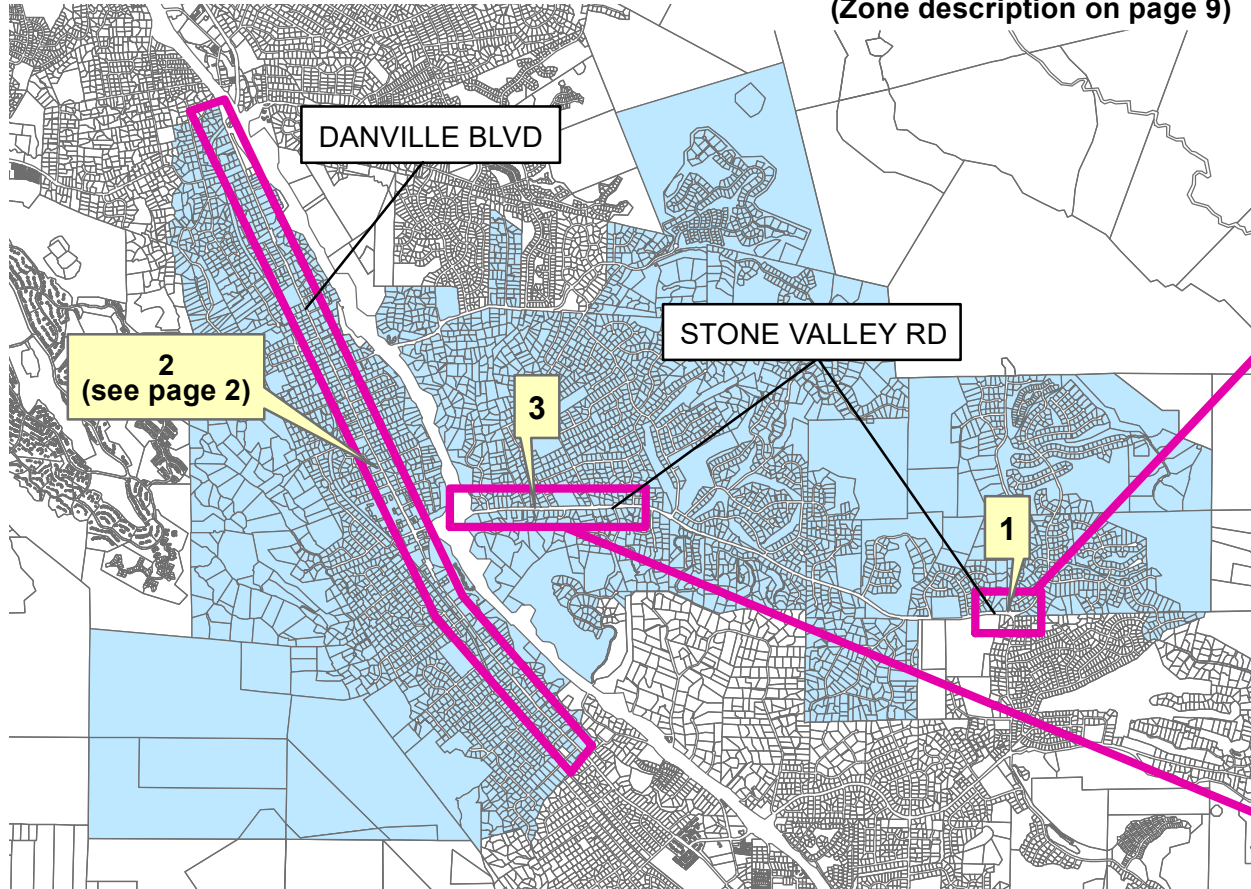 (Zone description on page 9)
DANVILLE BLVD
STONE VALLEY RD
2
(see page 2)
3
1